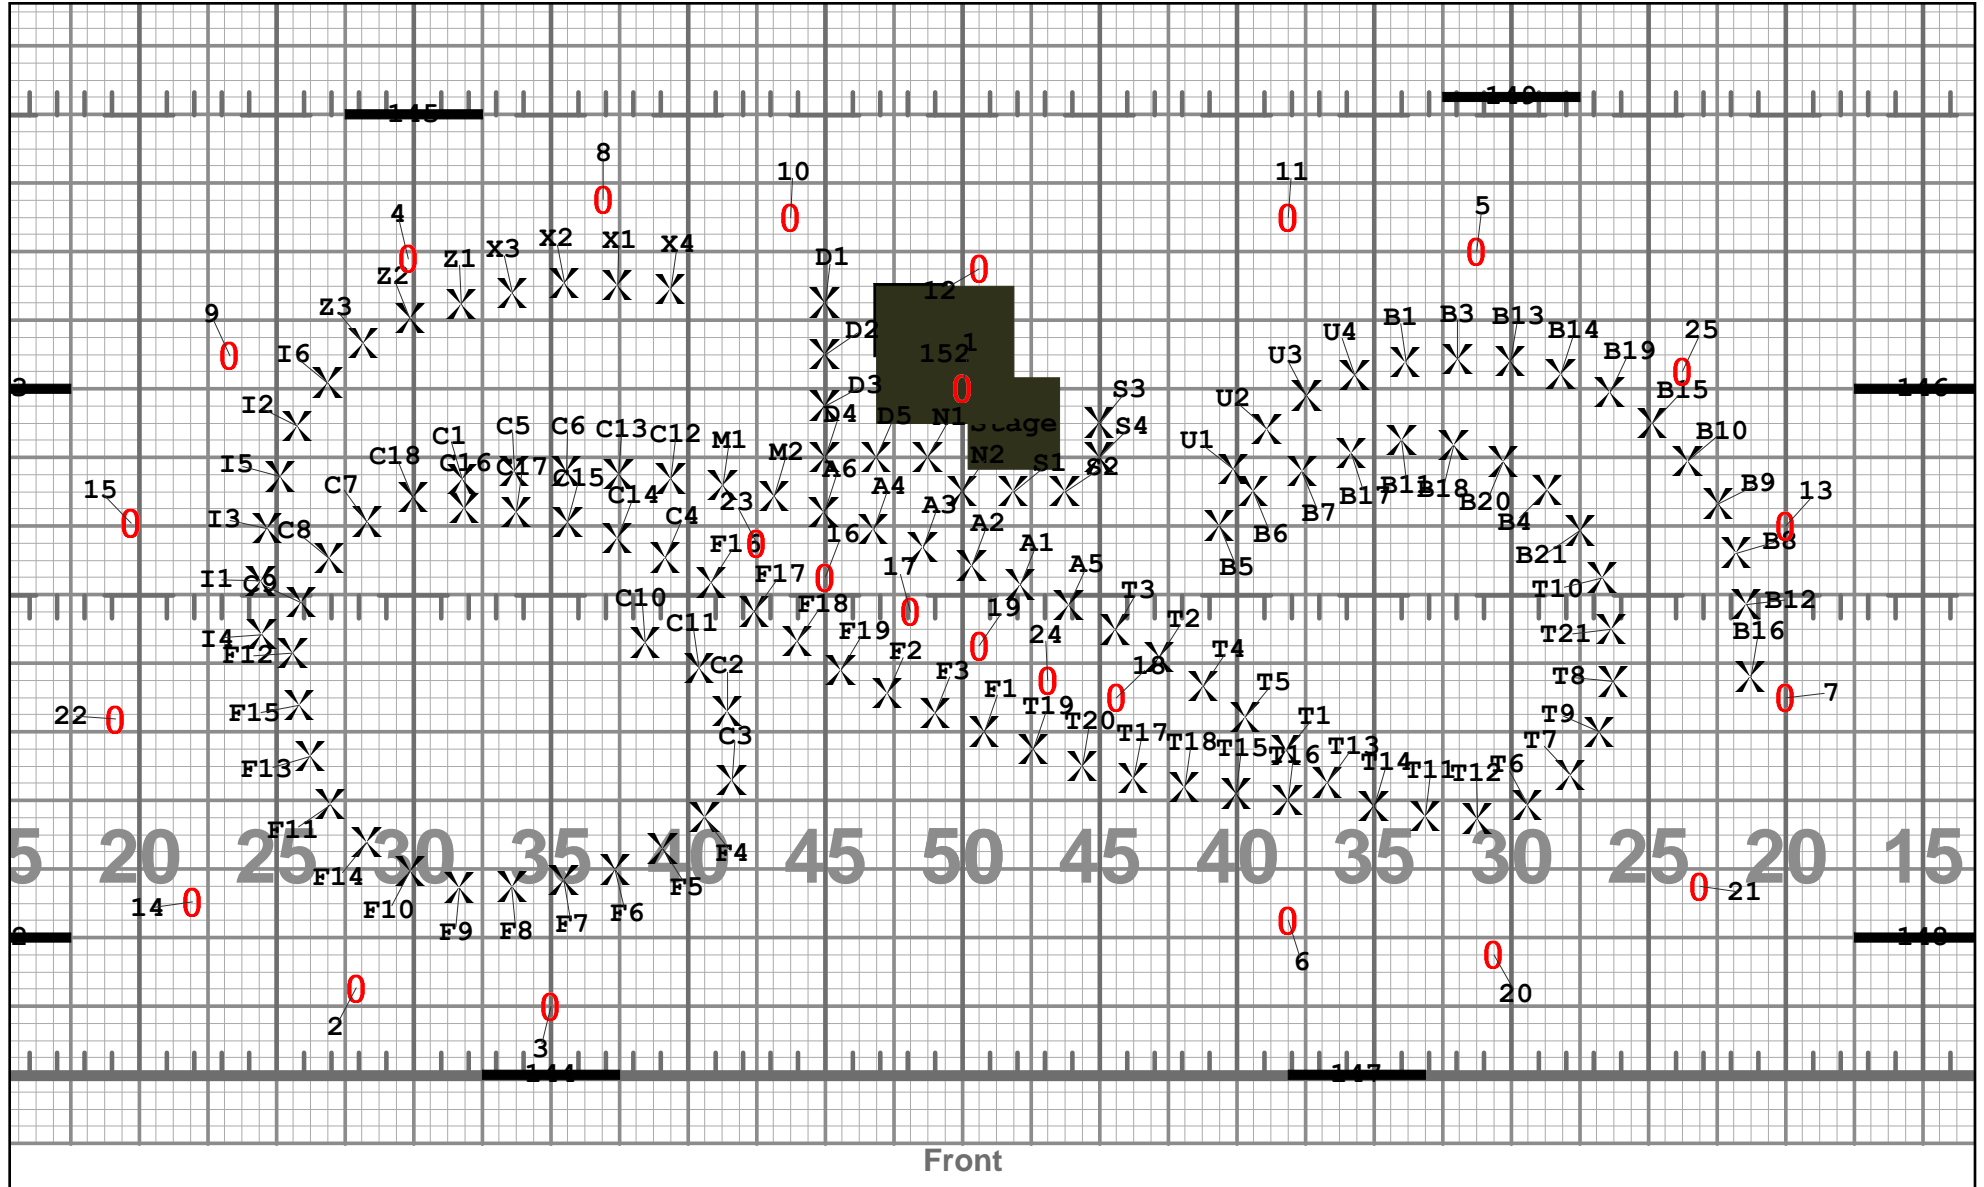 145 149
8
10 11
4 5
X3 X2 X1 X4
Z2 Z1 D1
12
9 Z3 I6 D2 152 1 U3 U4 B1 B3 B13 B14 B19 25
3 146
I2 D3 S3 U2 B15
C18 C1 C5 C6 C13 C12 M1 M2 D4 D5 N1 Stage S4 U1 B10
I5 C7 C16 C17 C15 C14 A6 N2 S1 S2
15 23 A4 A3 B17 B11 B18 B20 B9 13
I3 C8 C4 F16 16 A2 A1 B5 B6 B7 B4 B21 B8
I1 C9 F17 17 A5 T10
C10 F18 19 T3 B12
I4 F12 C11 F19 24 T2 T21 B16
C2 F2 F3 18 T4 T8 7
22 F15 F1 T19 T20 T5 T9
F13 C3 T17 T18 T15 T1 T16 T13 T14 T11 T12 T6 T7
F11
5 20 25 30 35 40 45 50 45 40 35 30 25 20 15
F14 F4 F5
14 F10 F9 F8 F7 F6 21
2 148
6
20
2 3
144 147
Front